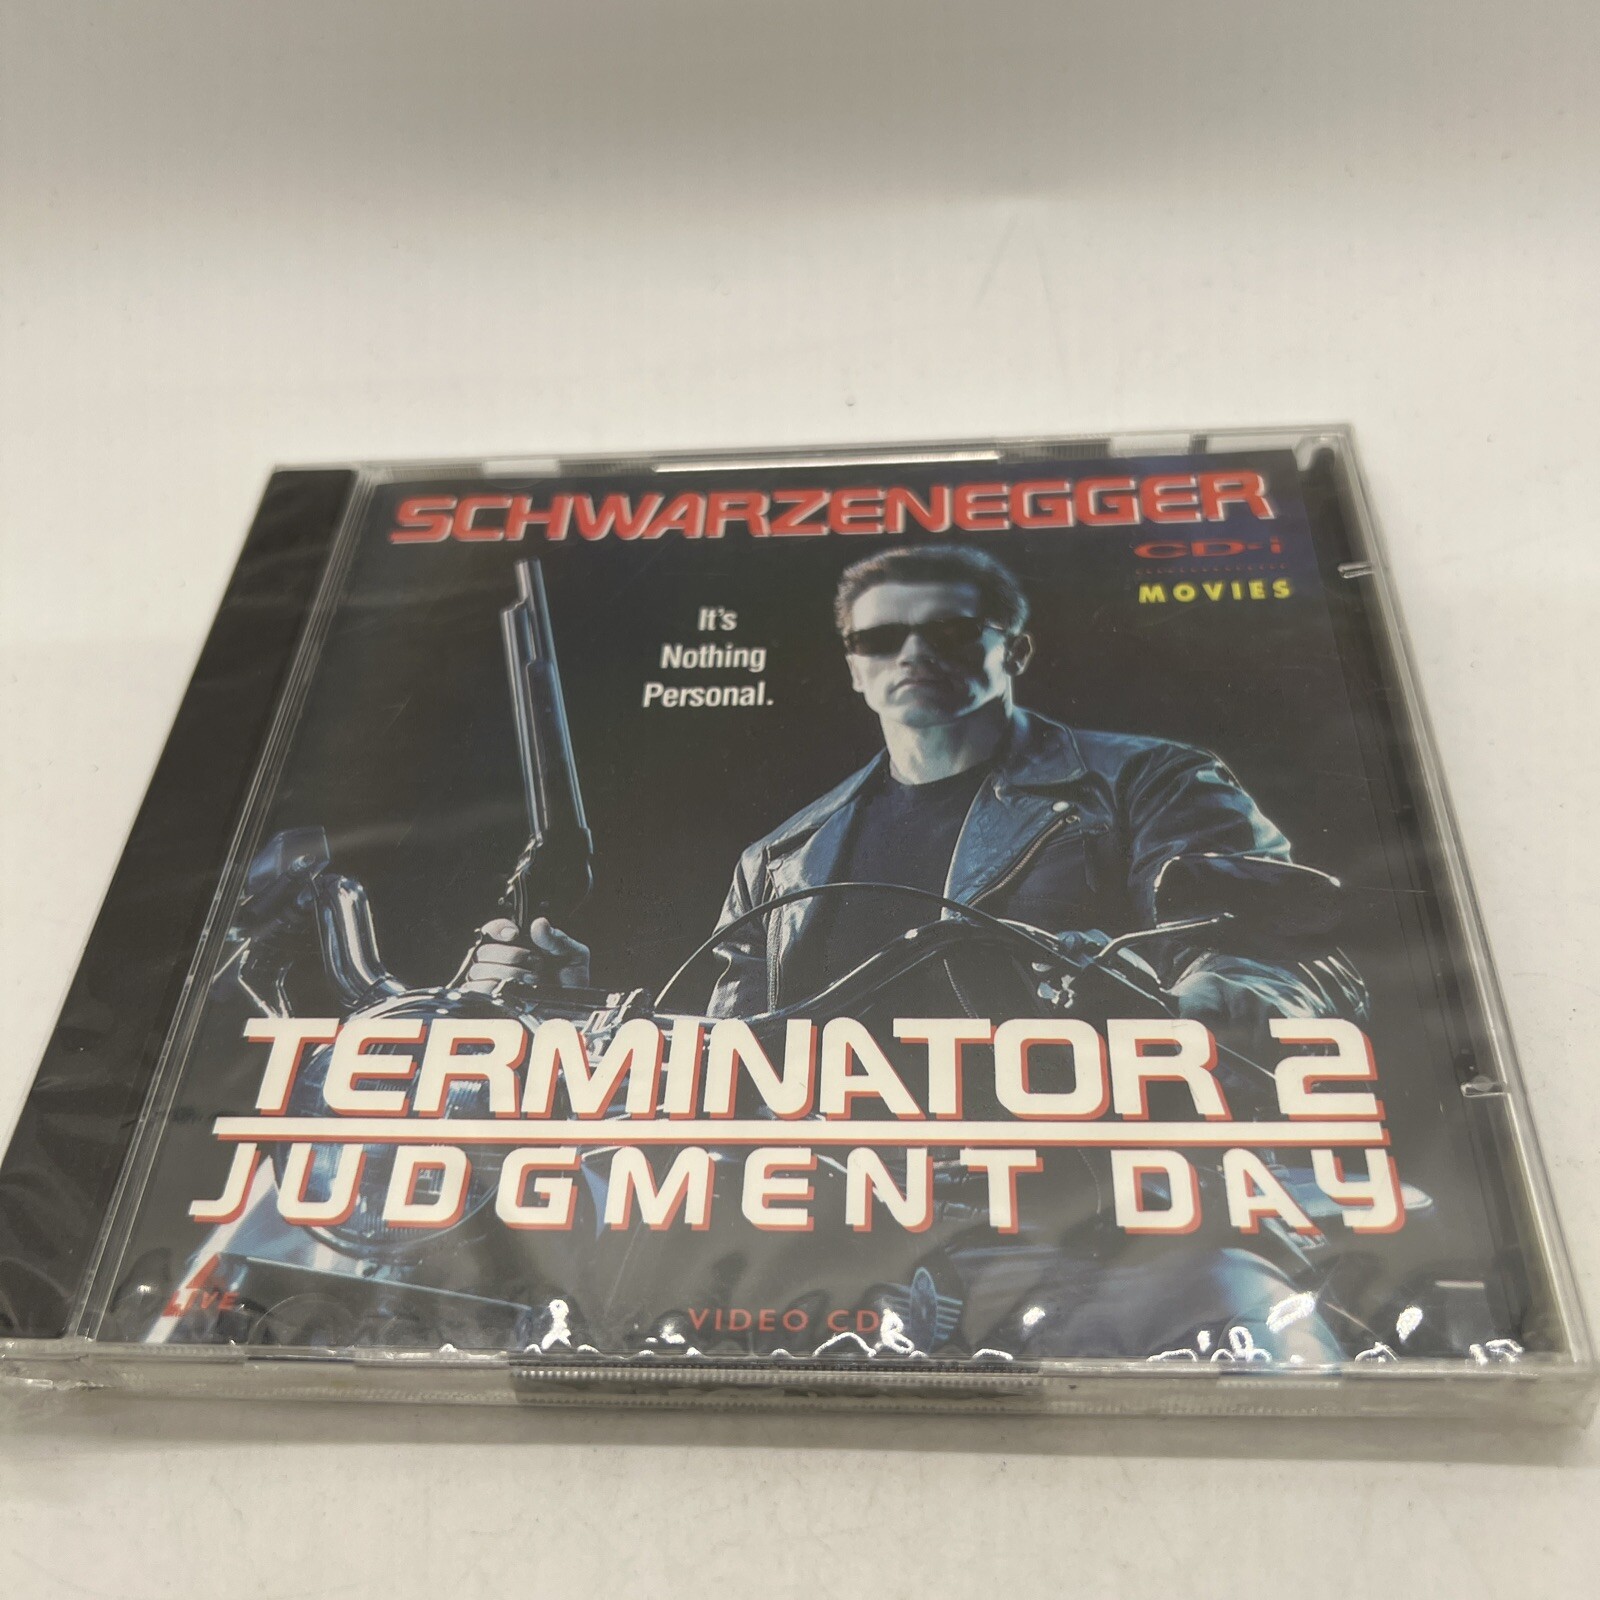 SCHWARZENEGGER
CD-i
MOVIES
It's
Nothing
Personal.
TERMINATOR 2
JUDGMENT DAY
LIVE
VIDEO CD